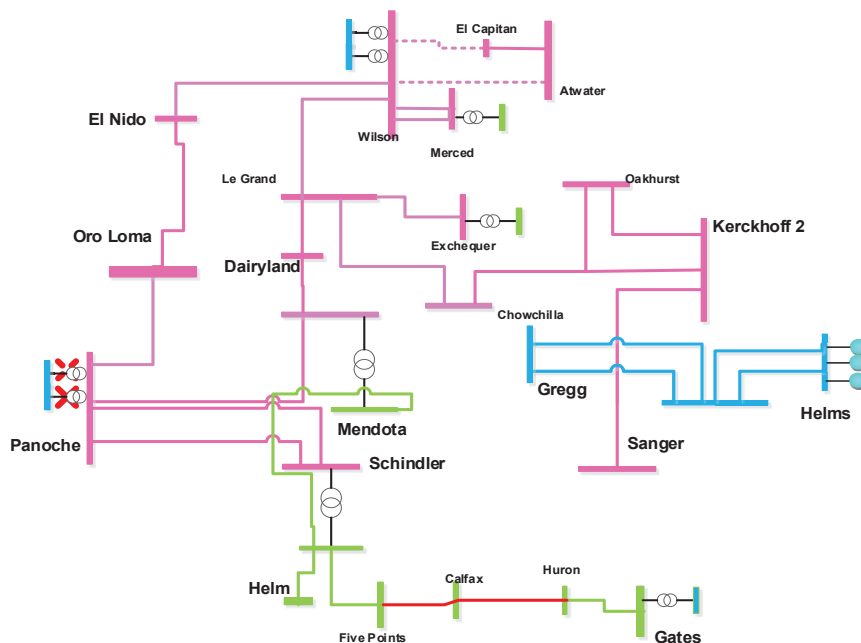 El Capitan
Atwater
El Nido
Wilson
Merced
Le Grand
Oakhurst
Oro Loma
Exchequer
Kerckhoff 2
Dairyland
Chowchilla
Gregg
Helms
Mendota
Panoche
Schindler
Sanger
Helm
Calfax
Huron
Five Points
Gates